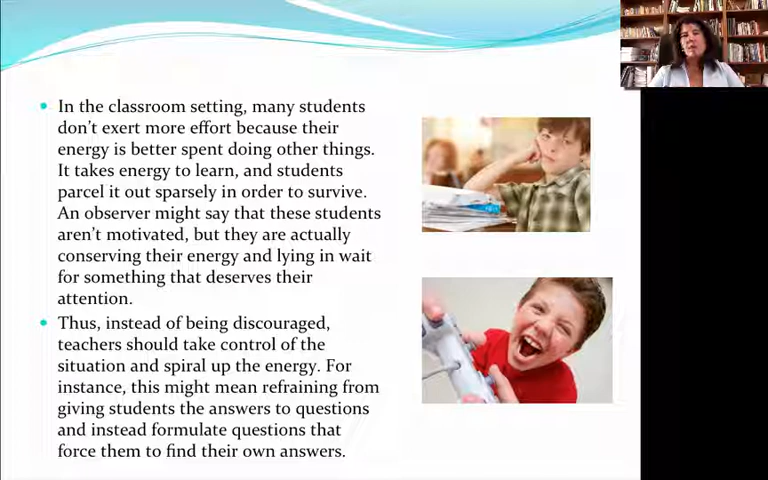 In the classroom setting, many students
don't exert more effort because their
energy is better spent doing other things.
It takes energy to learn, and students
parcel it out sparsely in order to survive.
An observer might say that these students
aren't motivated, but they are actually
conserving their energy and lying in wait
for something that deserves their
attention.
Thus, instead of being discouraged,
teachers should take control of the
situation and spiral up the energy. For
instance, this might mean refraining from
giving students the answers to questions
and instead formulate questions that
force them to find their own answers.